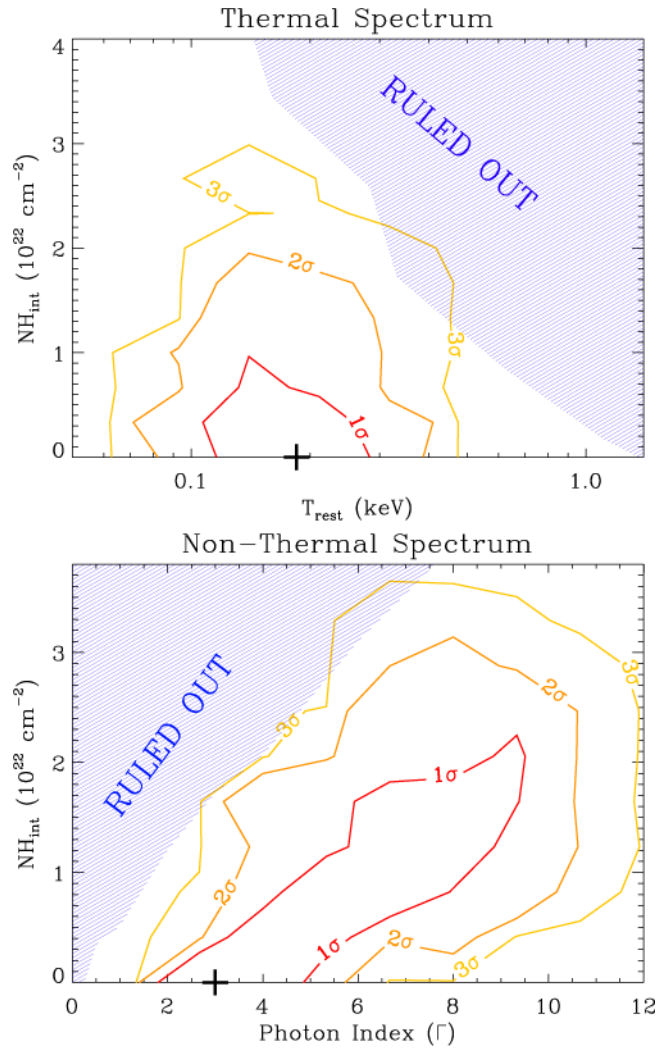 Thermal Spectrum
4
3
2
1
0
NH_int (10^22 cm^-2)
RULED OUT
3σ
2σ
3σ
1σ
0.1
1.0
T_rest (keV)
Non-Thermal Spectrum
3
2
1
0
NH_int (10^22 cm^-2)
RULED OUT
3σ
2σ
3σ
1σ
2σ
1σ
2σ
3σ
0
2
4
6
8
10
12
Photon Index (Γ)